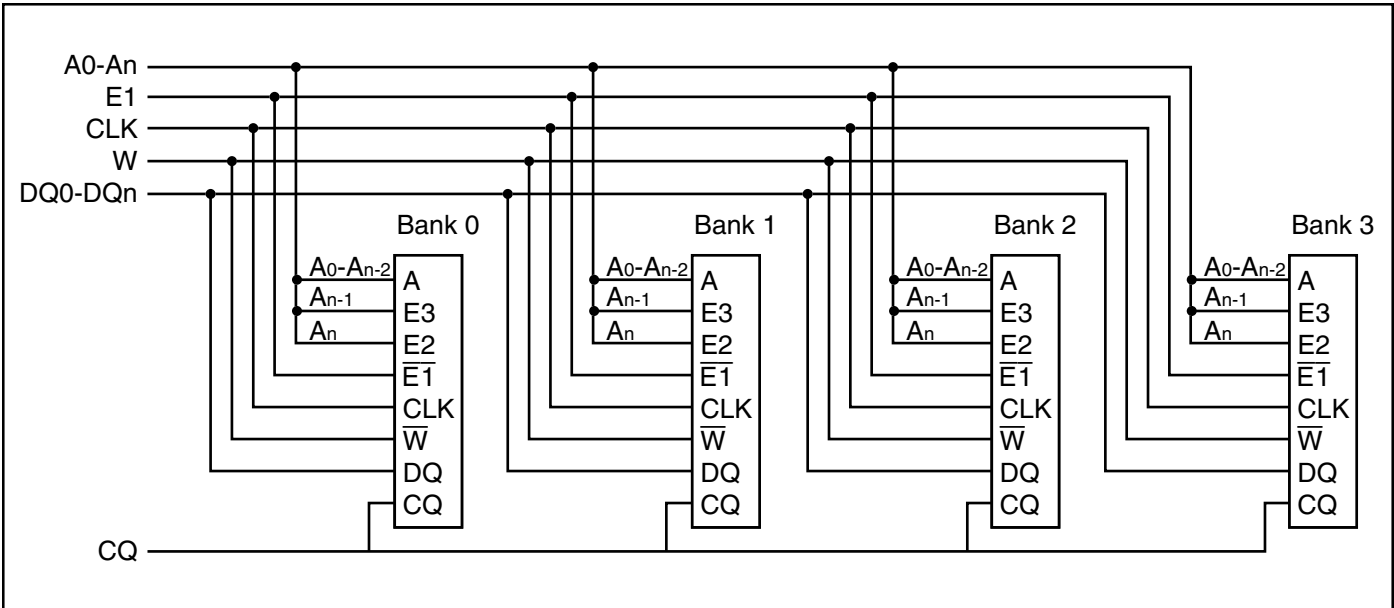 A0-An
E1
CLK
W
DQ0-DQn
CQ
Bank 0
A0-An-2
An-1
An
A
E3
E2
E1
CLK
W
DQ
CQ
Bank 1
A0-An-2
An-1
An
A
E3
E2
E1
CLK
W
DQ
CQ
Bank 2
A0-An-2
An-1
An
A
E3
E2
E1
CLK
W
DQ
CQ
Bank 3
A0-An-2
An-1
An
A
E3
E2
E1
CLK
W
DQ
CQ